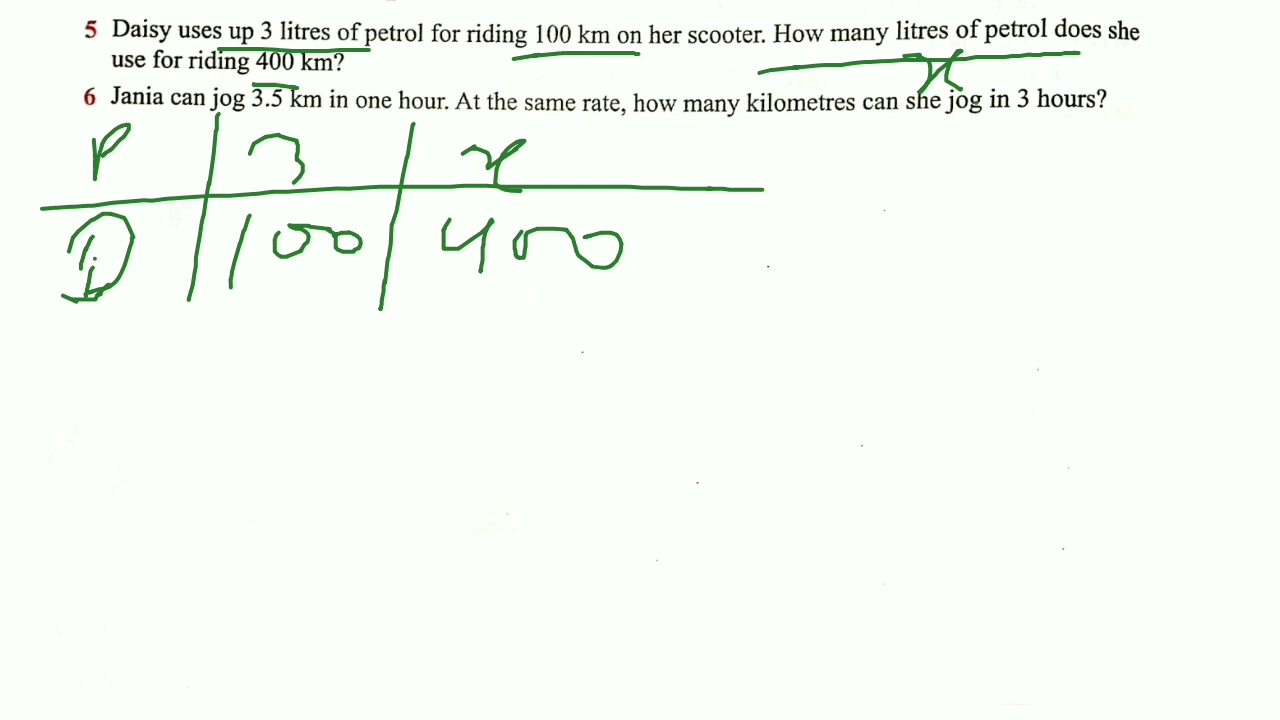 5 Daisy uses up 3 litres of petrol for riding 100 km on her scooter. How many litres of petrol does she
use for riding 400 km?
x
6 Jania can jog 3.5 km in one hour. At the same rate, how many kilometres can she jog in 3 hours?
P 3 x
D 100 400